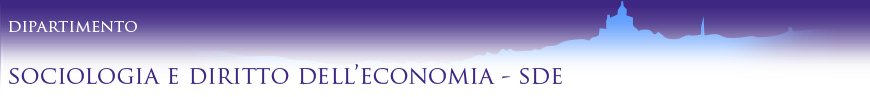 DIPARTIMENTO
SOCIOLOGIA E DIRITTO DELL'ECONOMIA - SDE